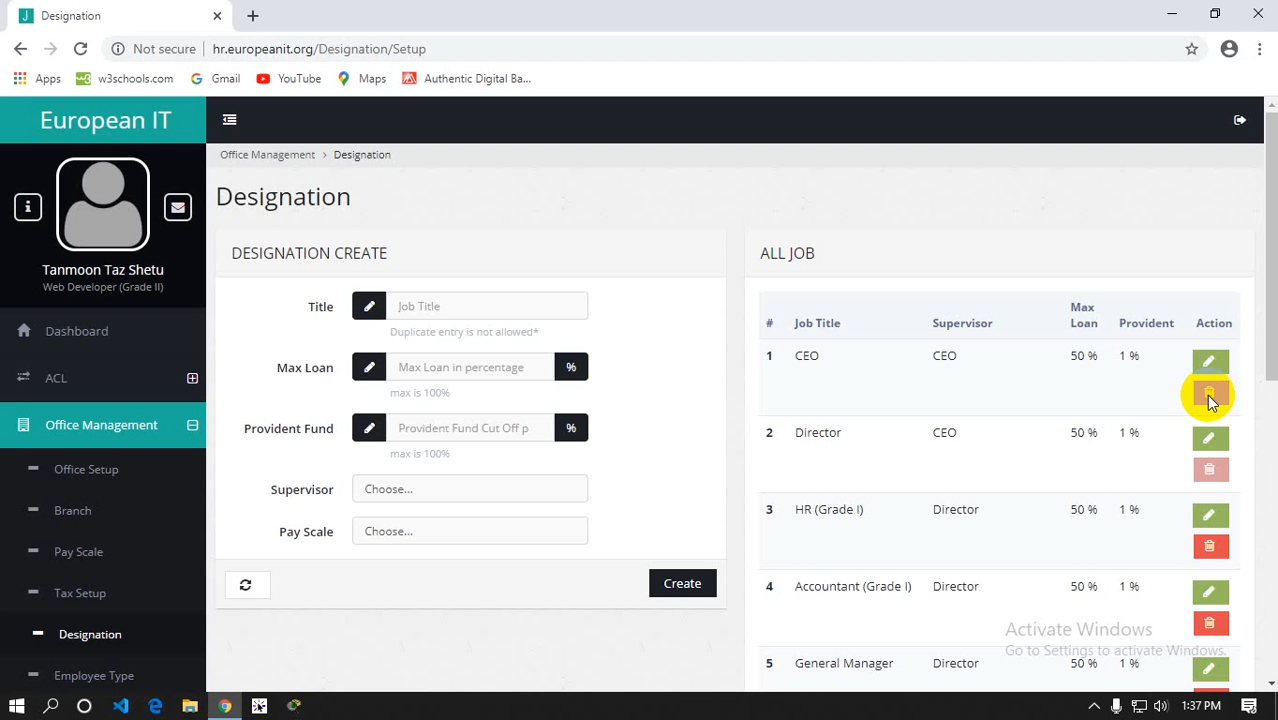 Designation
Not secure
hr.europeanit.org/Designation/Setup
Apps
w3schools.com
Gmail
YouTube
Maps
Authentic Digital Ba...
European IT
Tanmoon Taz Shetu
Web Developer (Grade II)
Dashboard
ACL
Office Management
Office Setup
Branch
Pay Scale
Tax Setup
Designation
Employee Type
Office Management > Designation
Designation
DESIGNATION CREATE
Title
Job Title
Duplicate entry is not allowed*
Max Loan
Max Loan in percentage
%
max is 100%
Provident Fund
Provident Fund Cut Off p
%
max is 100%
Supervisor
Choose...
Pay Scale
Choose...
Create
ALL JOB
# Job Title Supervisor Max Loan Provident Action
1 CEO CEO 50 % 1 %
2 Director CEO 50 % 1 %
3 HR (Grade I) Director 50 % 1 %
4 Accountant (Grade I) Director 50 % 1 %
5 General Manager Director 50 % 1 %
Activate Windows
Go to Settings to activate Windows.
1:37 PM